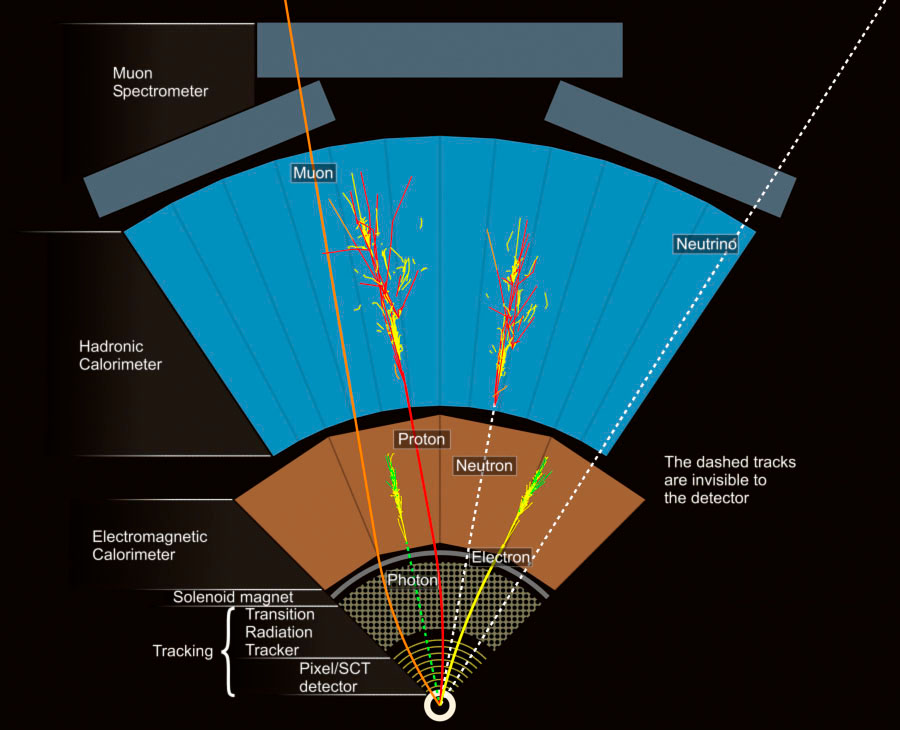 Muon
Spectrometer
Muon
Neutrino
Hadronic
Calorimeter
Proton
Neutron
The dashed tracks
are invisible to
the detector
Electromagnetic
Calorimeter
Electron
Photon
Solenoid magnet
Transition
Radiation
Tracker
Tracking
Pixel/SCT
detector